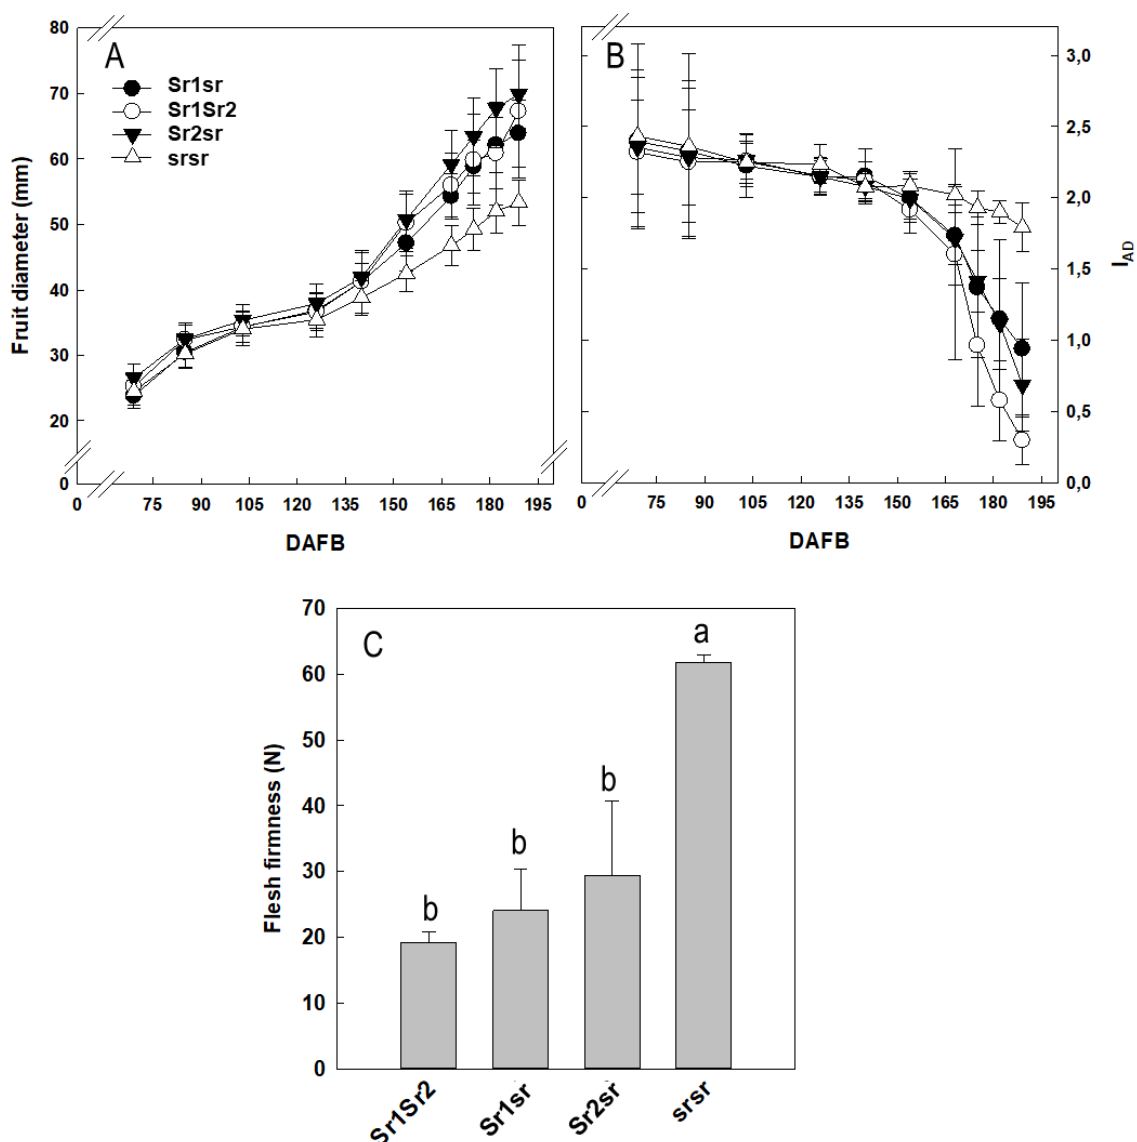 A
Sr1sr
Sr1Sr2
Sr2sr
srsr
80
70
60
50
40
30
20
0
Fruit diameter (mm)
0 75 90 105 120 135 150 165 180 195
DAFB
B
3,0
2,5
2,0
1,5
1,0
0,5
0,0
IAD
0 75 90 105 120 135 150 165 180 195
DAFB
C
70
60
50
40
30
20
10
0
Flesh firmness (N)
b
b
b
a
Sr1Sr2
Sr1sr
Sr2sr
srsr